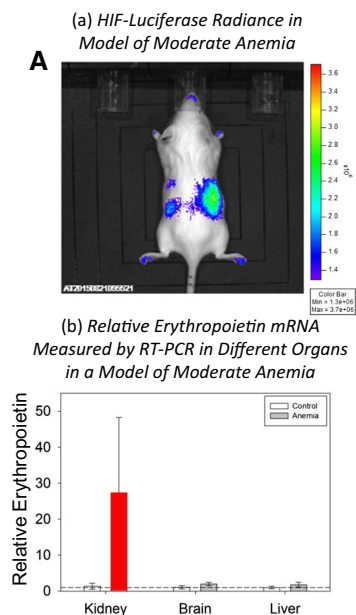 (a) HIF-Luciferase Radiance in
Model of Moderate Anemia
A
3.6
3.4
3.2
3.0
2.8
2.6
2.4
2.2
2.0
1.8
1.6
1.4
x10⁶
AT20150821095521
Color Bar
Min = 1.3e+06
Max = 3.7e+06
(b) Relative Erythropoietin mRNA
Measured by RT-PCR in Different Organs
in a Model of Moderate Anemia
Relative Erythropoietin
50
40
30
20
10
0
Control
Anemia
Kidney Brain Liver